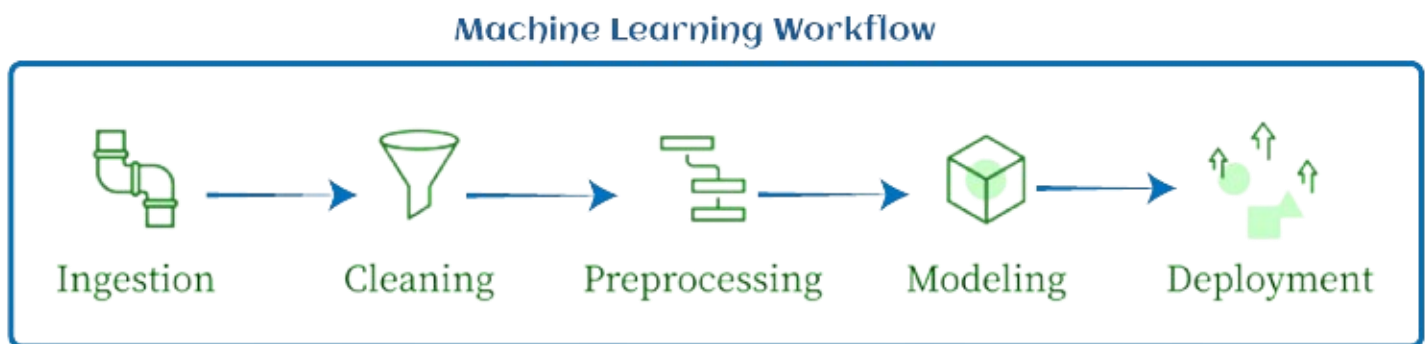 Machine Learning Workflow
Ingestion
Cleaning
Preprocessing
Modeling
Deployment